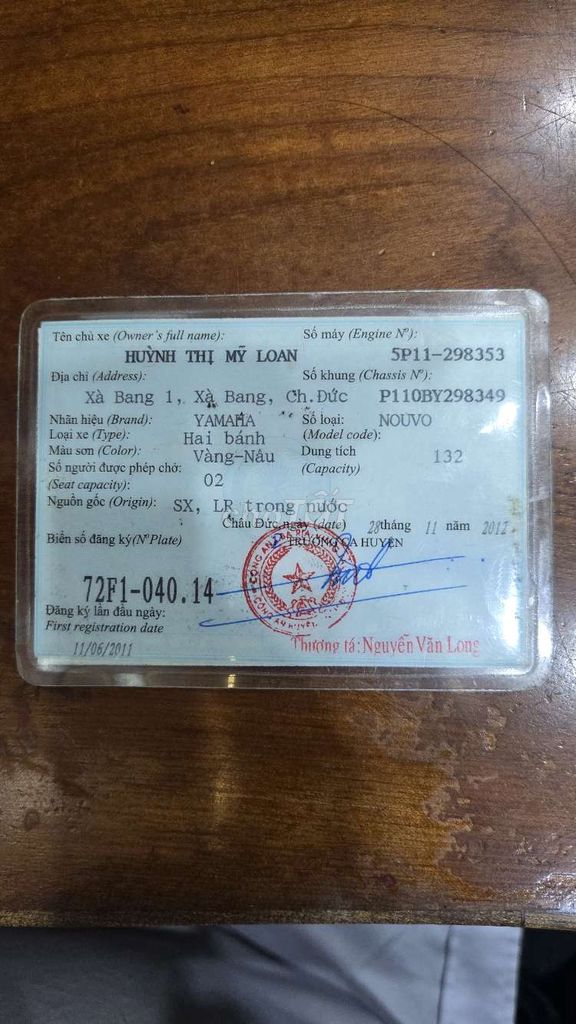 Tên chủ xe (Owner's full name): Số máy (Engine Nº):
HUỲNH THỊ MỸ LOAN 5P11-298353
Địa chỉ (Address): Số khung (Chassis Nº):
Xà Bang 1, Xà Bang, Ch.Đức P110BY298349
Nhãn hiệu (Brand): YAMAHA Số loại: NOUVO
Loại xe (Type): Hai bánh (Model code):
Màu sơn (Color): Vàng-Nâu Dung tích 132
Số người được phép chở: (Capacity)
(Seat capacity): 02
Nguồn gốc (Origin): SX, LR trong nước
Châu Đức, ngày (date) 28 tháng 11 năm 2012
Biển số đăng ký(NºPlate) TRƯỞNG CA HUYỆN
72F1-040.14
Đăng ký lần đầu ngày:
First registration date
11/06/2011
Thượng tá: Nguyễn Văn Long